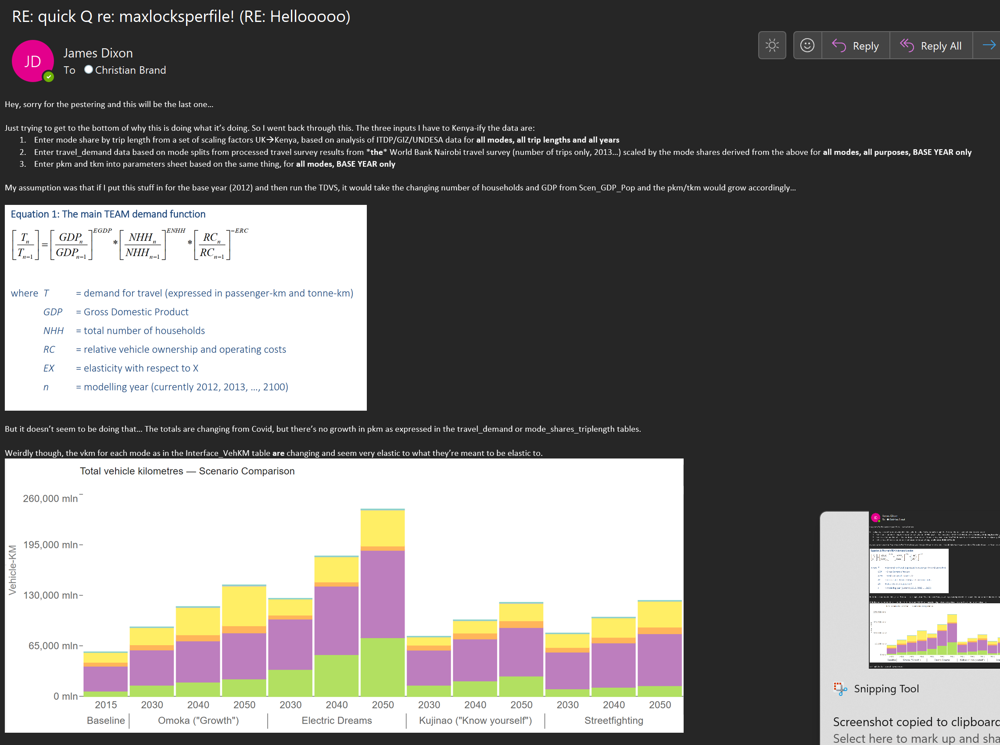 RE: quick Q re: maxlocksperfile! (RE: Hellooooo)
JD
James Dixon
To Christian Brand
Reply
Reply All
Hey, sorry for the pestering and this will be the last one…
Just trying to get to the bottom of why this is doing what it’s doing. So I went back through this. The three inputs I have to Kenya-ify the data are:
1. Enter mode share by trip length from a set of scaling factors UK→Kenya, based on analysis of ITDP/GIZ/UNDESA data for all modes, all trip lengths and all years
2. Enter travel_demand data based on mode splits from processed travel survey results from *the* World Bank Nairobi travel survey (number of trips only, 2013…) scaled by the mode shares derived from the above for all modes, all purposes, BASE YEAR only
3. Enter pkm and tkm into parameters sheet based on the same thing, for all modes, BASE YEAR only
My assumption was that if I put this stuff in for the base year (2012) and then run the TDVS, it would take the changing number of households and GDP from Scen_GDP_Pop and the pkm/tkm would grow accordingly…
Equation 1: The main TEAM demand function
[T_n / T_n−1] = [GDP_n / GDP_n−1]^EGDP * [NHH_n / NHH_n−1]^ENHH * [RC_n / RC_n−1]^−ERC
where T = demand for travel (expressed in passenger-km and tonne-km)
GDP = Gross Domestic Product
NHH = total number of households
RC = relative vehicle ownership and operating costs
EX = elasticity with respect to X
n = modelling year (currently 2012, 2013, …, 2100)
But it doesn’t seem to be doing that… The totals are changing from Covid, but there’s no growth in pkm as expressed in the travel_demand or mode_shares_triplength tables.
Weirdly though, the vkm for each mode as in the Interface_VehKM table are changing and seem very elastic to what they’re meant to be elastic to.
Total vehicle kilometres — Scenario Comparison
Vehicle-KM
260,000 mln
195,000 mln
130,000 mln
65,000 mln
0 mln
2015 2030 2040 2050 2030 2040 2050 2030 2040 2050 2030 2040 2050
Baseline Omoka ("Growth") Electric Dreams Kujinao ("Know yourself") Streetfighting
Snipping Tool
Screenshot copied to clipboard
Select here to mark up and sha